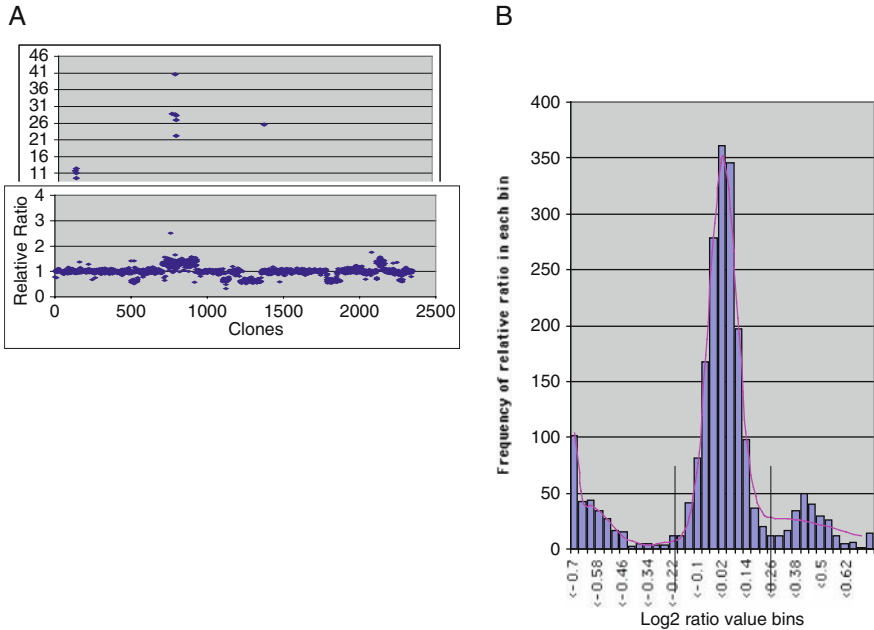 A
46
41
36
31
26
21
16
11
4
3
2
1
0
Relative Ratio
0 500 1000 1500 2000 2500
Clones
B
400
350
300
250
200
150
100
50
0
Frequency of relative ratio in each bin
<-0.7 <-0.58 <-0.46 <-0.34 <-0.22 <-0.1 <0.02 <0.14 <0.26 <0.38 <0.5 <0.62
Log2 ratio value bins